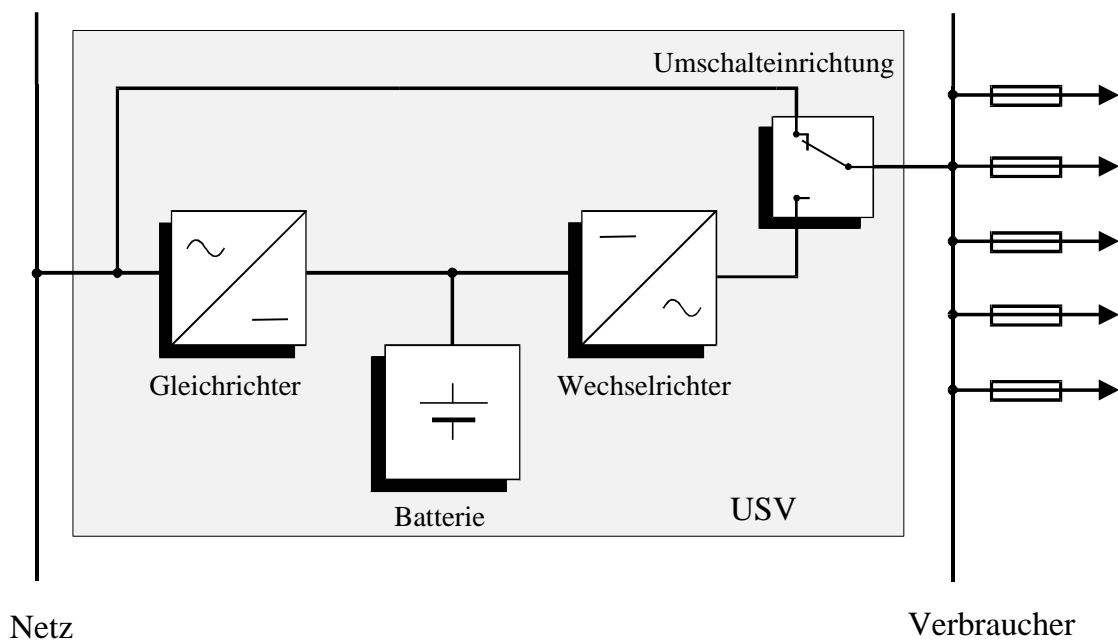 Umschalteinrichtung
Gleichrichter
Wechselrichter
Batterie
USV
Netz
Verbraucher